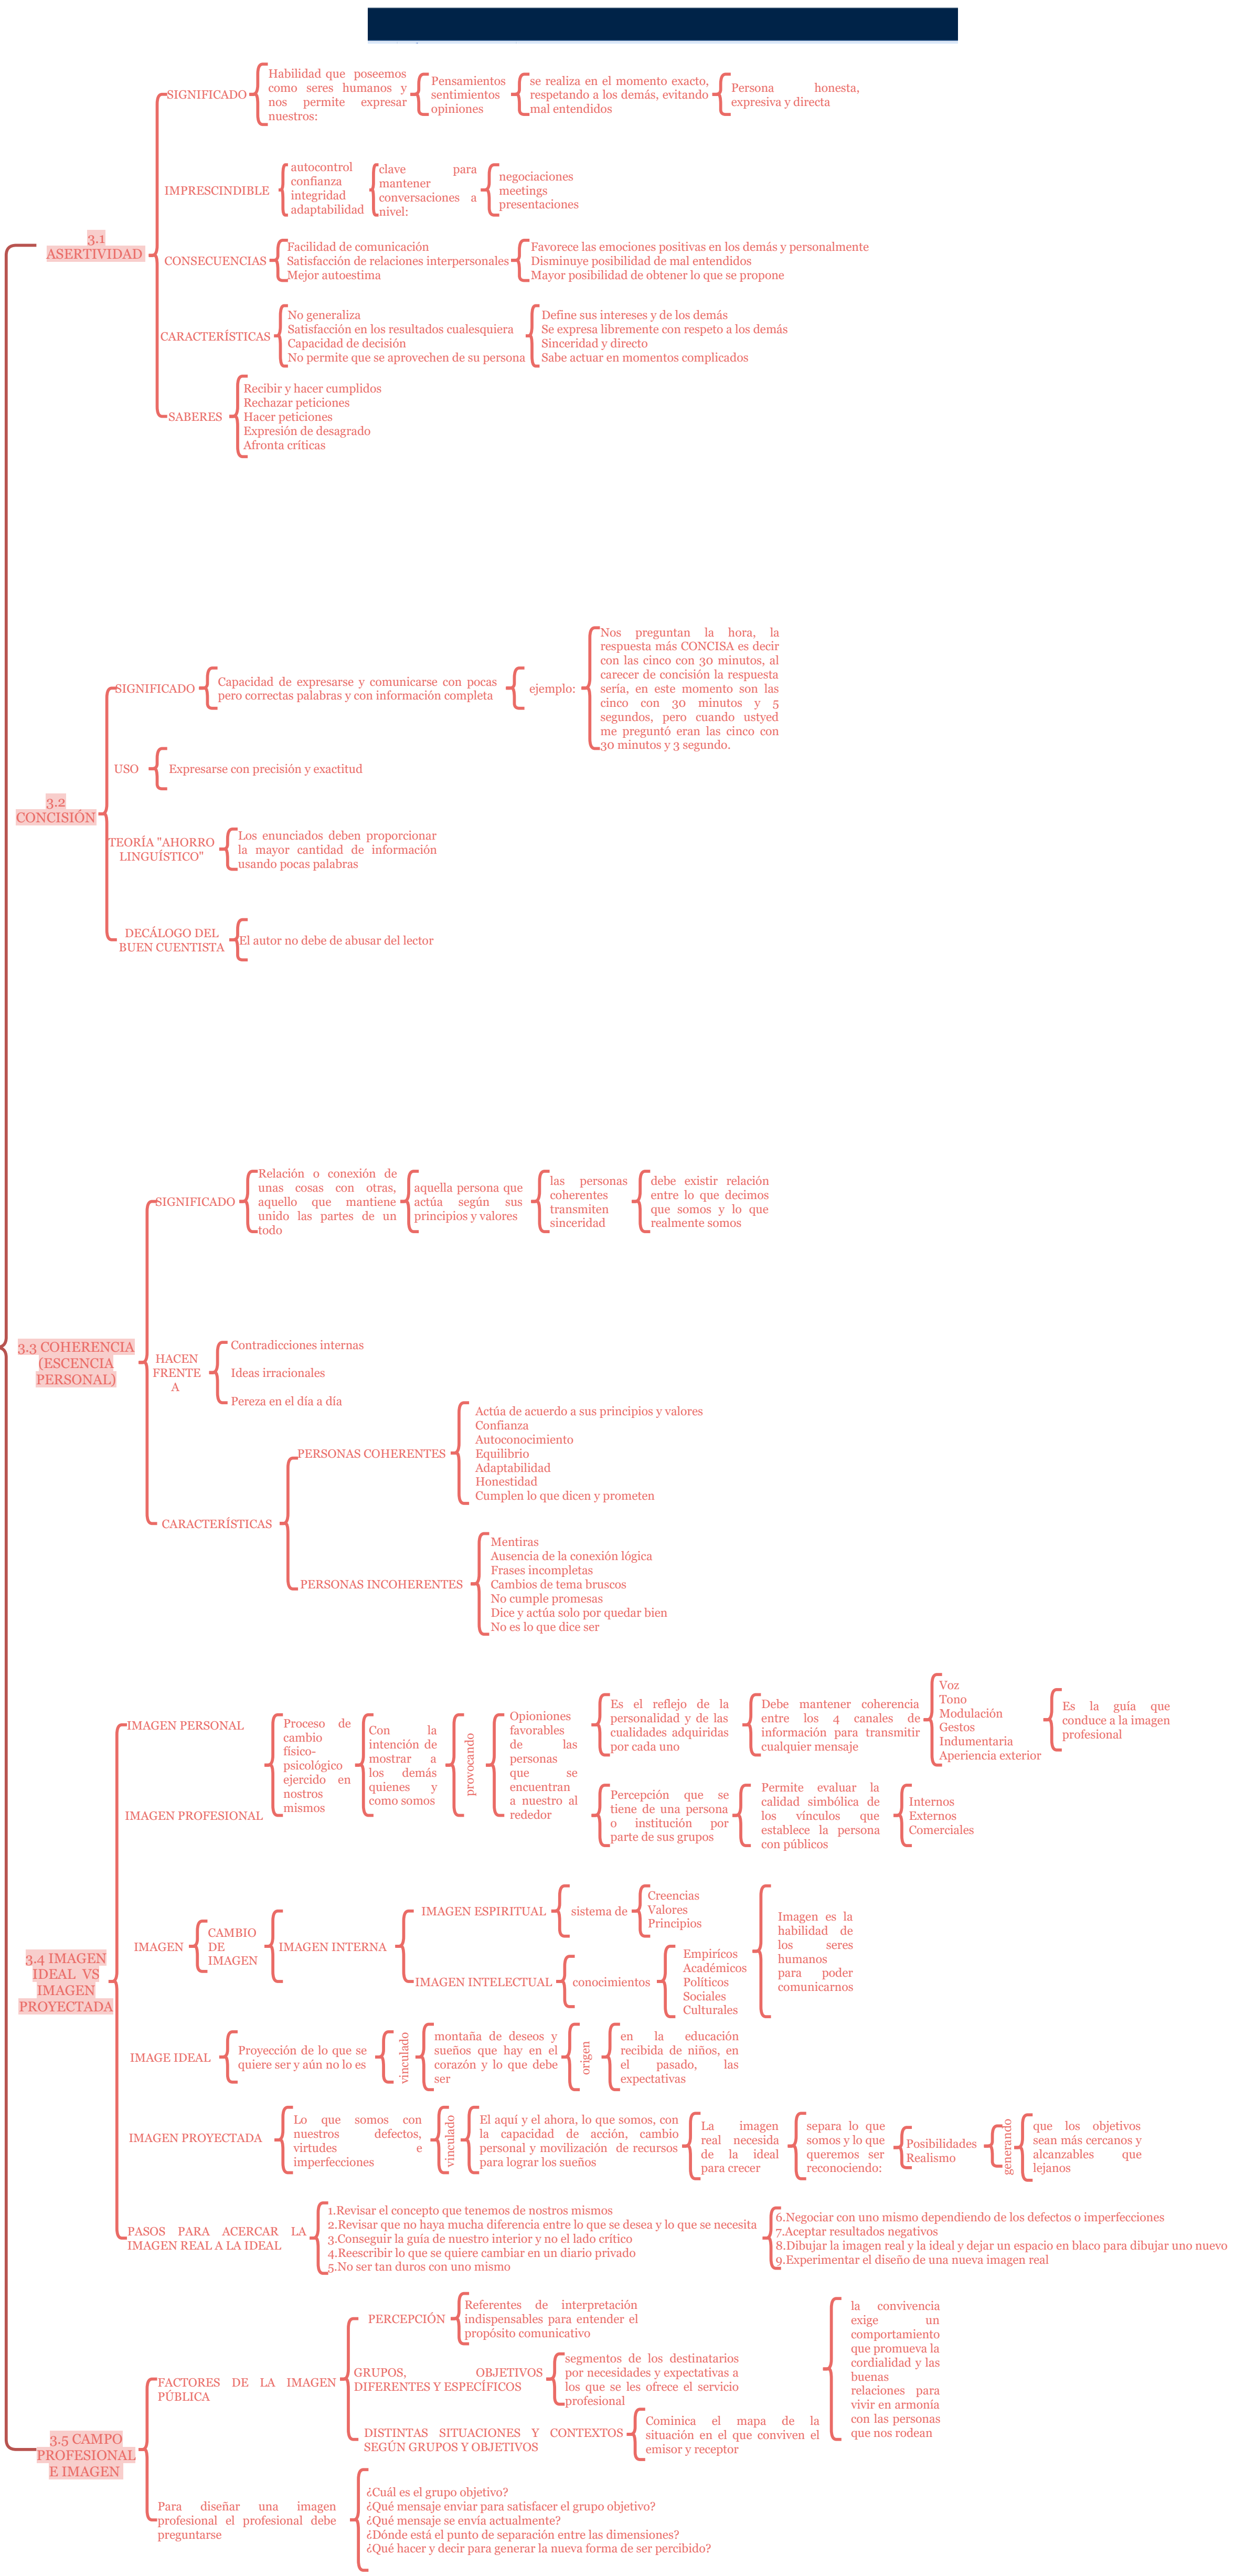 3.1
ASERTIVIDAD
SIGNIFICADO
Habilidad que poseemos
como seres humanos y
nos permite expresar
nuestros:
Pensamientos
sentimientos
opiniones
se realiza en el momento exacto,
respetando a los demás, evitando
mal entendidos
Persona honesta,
expresiva y directa
IMPRESCINDIBLE
autocontrol
confianza
integridad
adaptabilidad
clave para
mantener
conversaciones a
nivel:
negociaciones
meetings
presentaciones
CONSECUENCIAS
Facilidad de comunicación
Satisfacción de relaciones interpersonales
Mejor autoestima
Favorece las emociones positivas en los demás y personalmente
Disminuye posibilidad de mal entendidos
Mayor posibilidad de obtener lo que se propone
CARACTERÍSTICAS
No generaliza
Satisfacción en los resultados cualesquiera
Capacidad de decisión
No permite que se aprovechen de su persona
Define sus intereses y de los demás
Se expresa libremente con respeto a los demás
Sinceridad y directo
Sabe actuar en momentos complicados
SABERES
Recibir y hacer cumplidos
Rechazar peticiones
Hacer peticiones
Expresión de desagrado
Afronta críticas
3.2
CONCISIÓN
SIGNIFICADO
Capacidad de expresarse y comunicarse con pocas
pero correctas palabras y con información completa
ejemplo:
Nos preguntan la hora, la
respuesta más CONCISA es decir
con las cinco con 30 minutos, al
carecer de concisión la respuesta
sería, en este momento son las
cinco con 30 minutos y 5
segundos, pero cuando ustyed
me preguntó eran las cinco con
30 minutos y 3 segundo.
USO
Expresarse con precisión y exactitud
TEORÍA "AHORRO
LINGUÍSTICO"
Los enunciados deben proporcionar
la mayor cantidad de información
usando pocas palabras
DECÁLOGO DEL
BUEN CUENTISTA
El autor no debe de abusar del lector
3.3 COHERENCIA
(ESCENCIA
PERSONAL)
SIGNIFICADO
Relación o conexión de
unas cosas con otras,
aquello que mantiene
unido las partes de un
todo
aquella persona que
actúa según sus
principios y valores
las personas
coherentes
transmiten
sinceridad
debe existir relación
entre lo que decimos
que somos y lo que
realmente somos
HACEN
FRENTE
A
Contradicciones internas
Ideas irracionales
Pereza en el día a día
CARACTERÍSTICAS
PERSONAS COHERENTES
Actúa de acuerdo a sus principios y valores
Confianza
Autoconocimiento
Equilibrio
Adaptabilidad
Honestidad
Cumplen lo que dicen y prometen
PERSONAS INCOHERENTES
Mentiras
Ausencia de la conexión lógica
Frases incompletas
Cambios de tema bruscos
No cumple promesas
Dice y actúa solo por quedar bien
No es lo que dice ser
3.4 IMAGEN
IDEAL VS
IMAGEN
PROYECTADA
IMAGEN PERSONAL
IMAGEN PROFESIONAL
Proceso de
cambio
físico-
psicológico
ejercido en
nostros
mismos
Con la
intención de
mostrar a
los demás
quienes y
como somos
provocando
Opioniones
favorables
de las
personas
que se
encuentran
a nuestro al
rededor
Es el reflejo de la
personalidad y de las
cualidades adquiridas
por cada uno
Debe mantener coherencia
entre los 4 canales de
información para transmitir
cualquier mensaje
Voz
Tono
Modulación
Gestos
Indumentaria
Aperiencia exterior
Es la guía que
conduce a la imagen
profesional
Percepción que se
tiene de una persona
o institución por
parte de sus grupos
Permite evaluar la
calidad simbólica de
los vínculos que
establece la persona
con públicos
Internos
Externos
Comerciales
IMAGEN
CAMBIO
DE
IMAGEN
IMAGEN INTERNA
IMAGEN ESPIRITUAL
sistema de
Creencias
Valores
Principios
IMAGEN INTELECTUAL
conocimientos
Empirícos
Académicos
Políticos
Sociales
Culturales
Imagen es la
habilidad de
los seres
humanos
para poder
comunicarnos
IMAGE IDEAL
Proyección de lo que se
quiere ser y aún no lo es
vinculado
montaña de deseos y
sueños que hay en el
corazón y lo que debe
ser
origen
en la educación
recibida de niños, en
el pasado, las
expectativas
IMAGEN PROYECTADA
Lo que somos con
nuestros defectos,
virtudes e
imperfecciones
vinculado
El aquí y el ahora, lo que somos, con
la capacidad de acción, cambio
personal y movilización de recursos
para lograr los sueños
La imagen
real necesida
de la ideal
para crecer
separa lo que
somos y lo que
queremos ser
reconociendo:
Posibilidades
Realismo
generando
que los objetivos
sean más cercanos y
alcanzables que
lejanos
PASOS PARA ACERCAR LA
IMAGEN REAL A LA IDEAL
1.Revisar el concepto que tenemos de nostros mismos
2.Revisar que no haya mucha diferencia entre lo que se desea y lo que se necesita
3.Conseguir la guía de nuestro interior y no el lado crítico
4.Reescribir lo que se quiere cambiar en un diario privado
5.No ser tan duros con uno mismo
6.Negociar con uno mismo dependiendo de los defectos o imperfecciones
7.Aceptar resultados negativos
8.Dibujar la imagen real y la ideal y dejar un espacio en blaco para dibujar uno nuevo
9.Experimentar el diseño de una nueva imagen real
3.5 CAMPO
PROFESIONAL
E IMAGEN
FACTORES DE LA IMAGEN
PÚBLICA
PERCEPCIÓN
Referentes de interpretación
indispensables para entender el
propósito comunicativo
GRUPOS, OBJETIVOS
DIFERENTES Y ESPECÍFICOS
segmentos de los destinatarios
por necesidades y expectativas a
los que se les ofrece el servicio
profesional
DISTINTAS SITUACIONES Y CONTEXTOS
SEGÚN GRUPOS Y OBJETIVOS
Cominica el mapa de la
situación en el que conviven el
emisor y receptor
la convivencia
exige un
comportamiento
que promueva la
cordialidad y las
buenas
relaciones para
vivir en armonía
con las personas
que nos rodean
Para diseñar una imagen
profesional el profesional debe
preguntarse
¿Cuál es el grupo objetivo?
¿Qué mensaje enviar para satisfacer el grupo objetivo?
¿Qué mensaje se envía actualmente?
¿Dónde está el punto de separación entre las dimensiones?
¿Qué hacer y decir para generar la nueva forma de ser percibido?